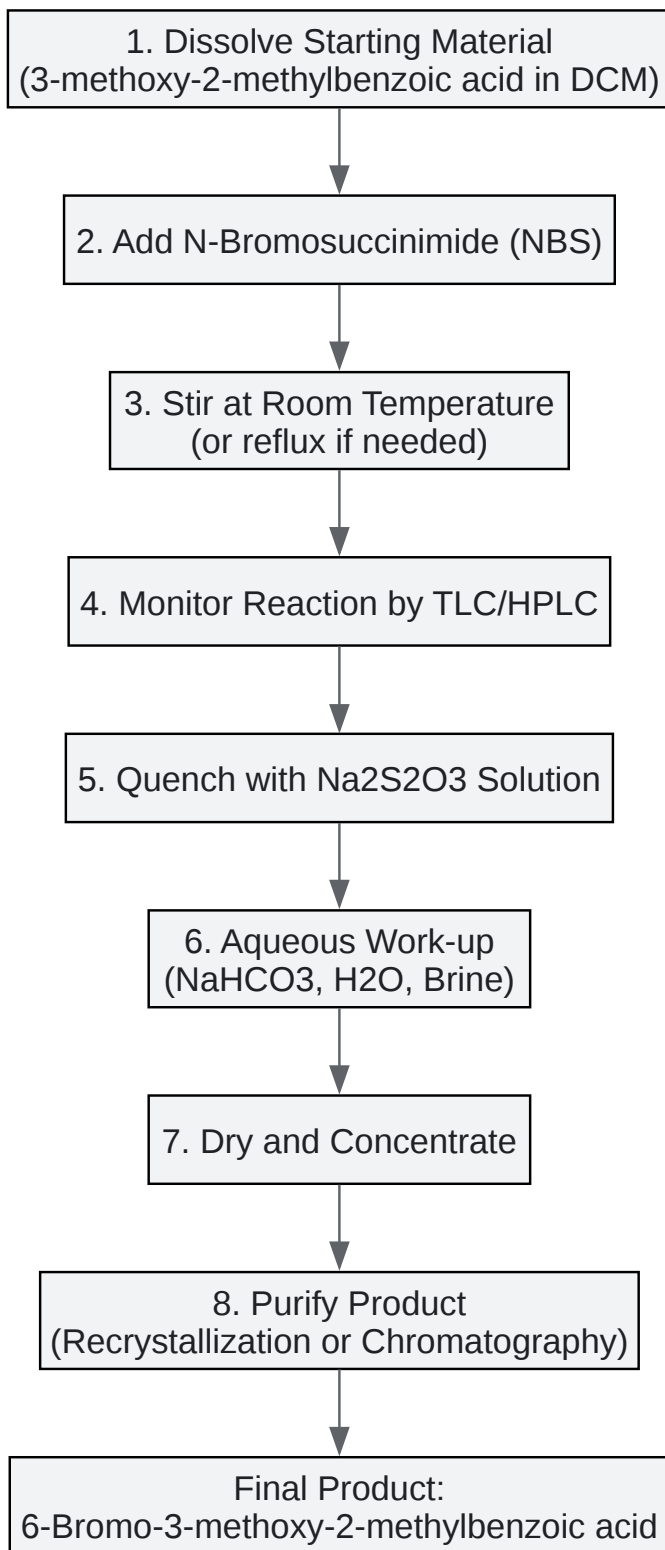 1. Dissolve Starting Material
(3-methoxy-2-methylbenzoic acid in DCM)
2. Add N-Bromosuccinimide (NBS)
3. Stir at Room Temperature
(or reflux if needed)
4. Monitor Reaction by TLC/HPLC
5. Quench with Na2S2O3 Solution
6. Aqueous Work-up
(NaHCO3, H2O, Brine)
7. Dry and Concentrate
8. Purify Product
(Recrystallization or Chromatography)
Final Product:
6-Bromo-3-methoxy-2-methylbenzoic acid